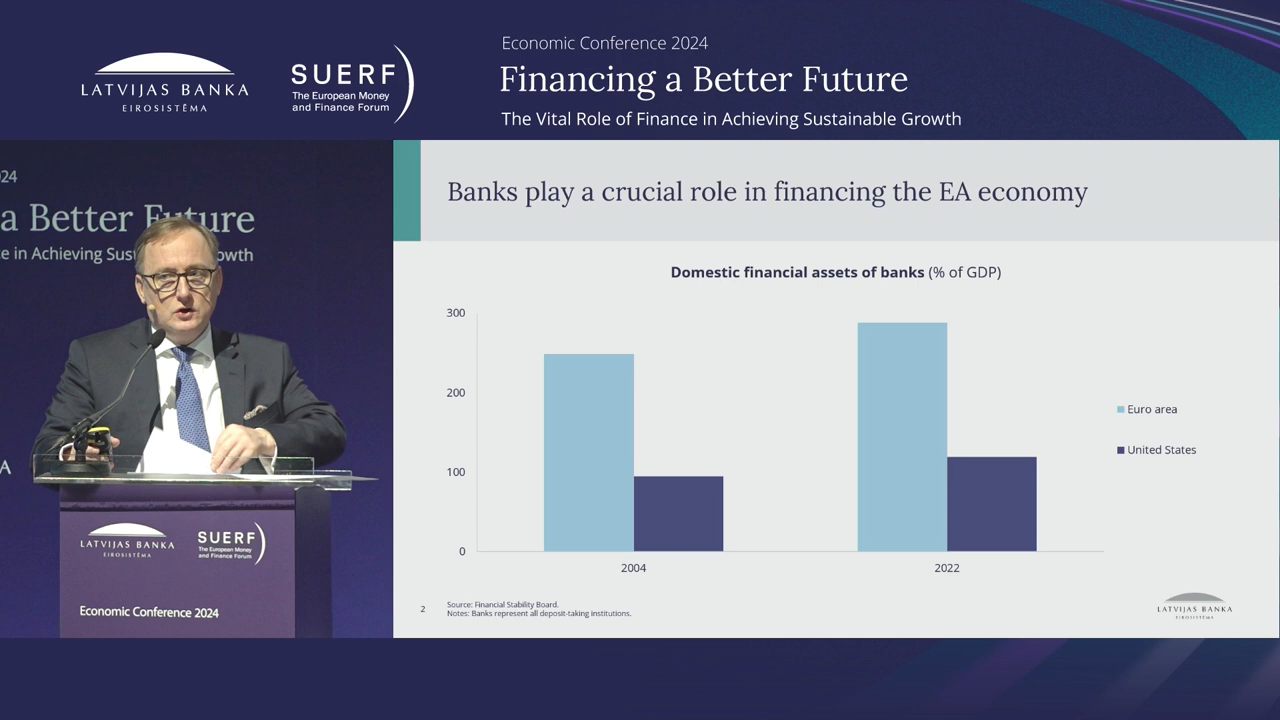 LATVIJAS BANKA
EIROSISTĒMA
SUERF
The European Money
and Finance Forum
Economic Conference 2024
Financing a Better Future
The Vital Role of Finance in Achieving Sustainable Growth
24
a Better Future
ce in Achieving Sus owth
A
LATVIJAS BANKA
EIROSISTĒMA
SUERF
The European Money
and Finance Forum
Economic Conference 2024
Banks play a crucial role in financing the EA economy
Domestic financial assets of banks (% of GDP)
300
200
100
0
2004
2022
Euro area
United States
2
Source: Financial Stability Board.
Notes: Banks represent all deposit-taking institutions.
LATVIJAS BANKA
EIROSISTĒMA